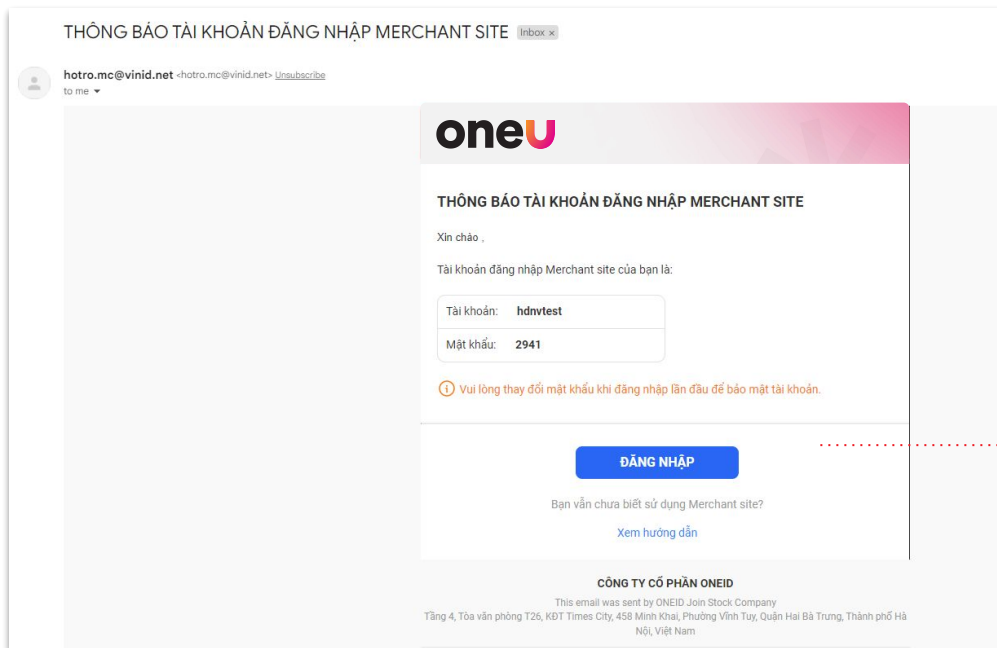 THÔNG BÁO TÀI KHOẢN ĐĂNG NHẬP MERCHANT SITE Inbox x
hotro.mc@vinid.net <hotro.mc@vinid.net> Unsubscribe
to me
oneU
THÔNG BÁO TÀI KHOẢN ĐĂNG NHẬP MERCHANT SITE
Xin chào ,
Tài khoản đăng nhập Merchant site của bạn là:
Tài khoản: hdnvtest
Mật khẩu: 2941
Vui lòng thay đổi mật khẩu khi đăng nhập lần đầu để bảo mật tài khoản.
ĐĂNG NHẬP
Bạn vẫn chưa biết sử dụng Merchant site?
Xem hướng dẫn
CÔNG TY CỔ PHẦN ONEID
This email was sent by ONEID Join Stock Company
Tầng 4, Tòa văn phòng T26, KĐT Times City, 458 Minh Khai, Phường Vĩnh Tuy, Quận Hai Bà Trưng, Thành phố Hà
Nội, Việt Nam